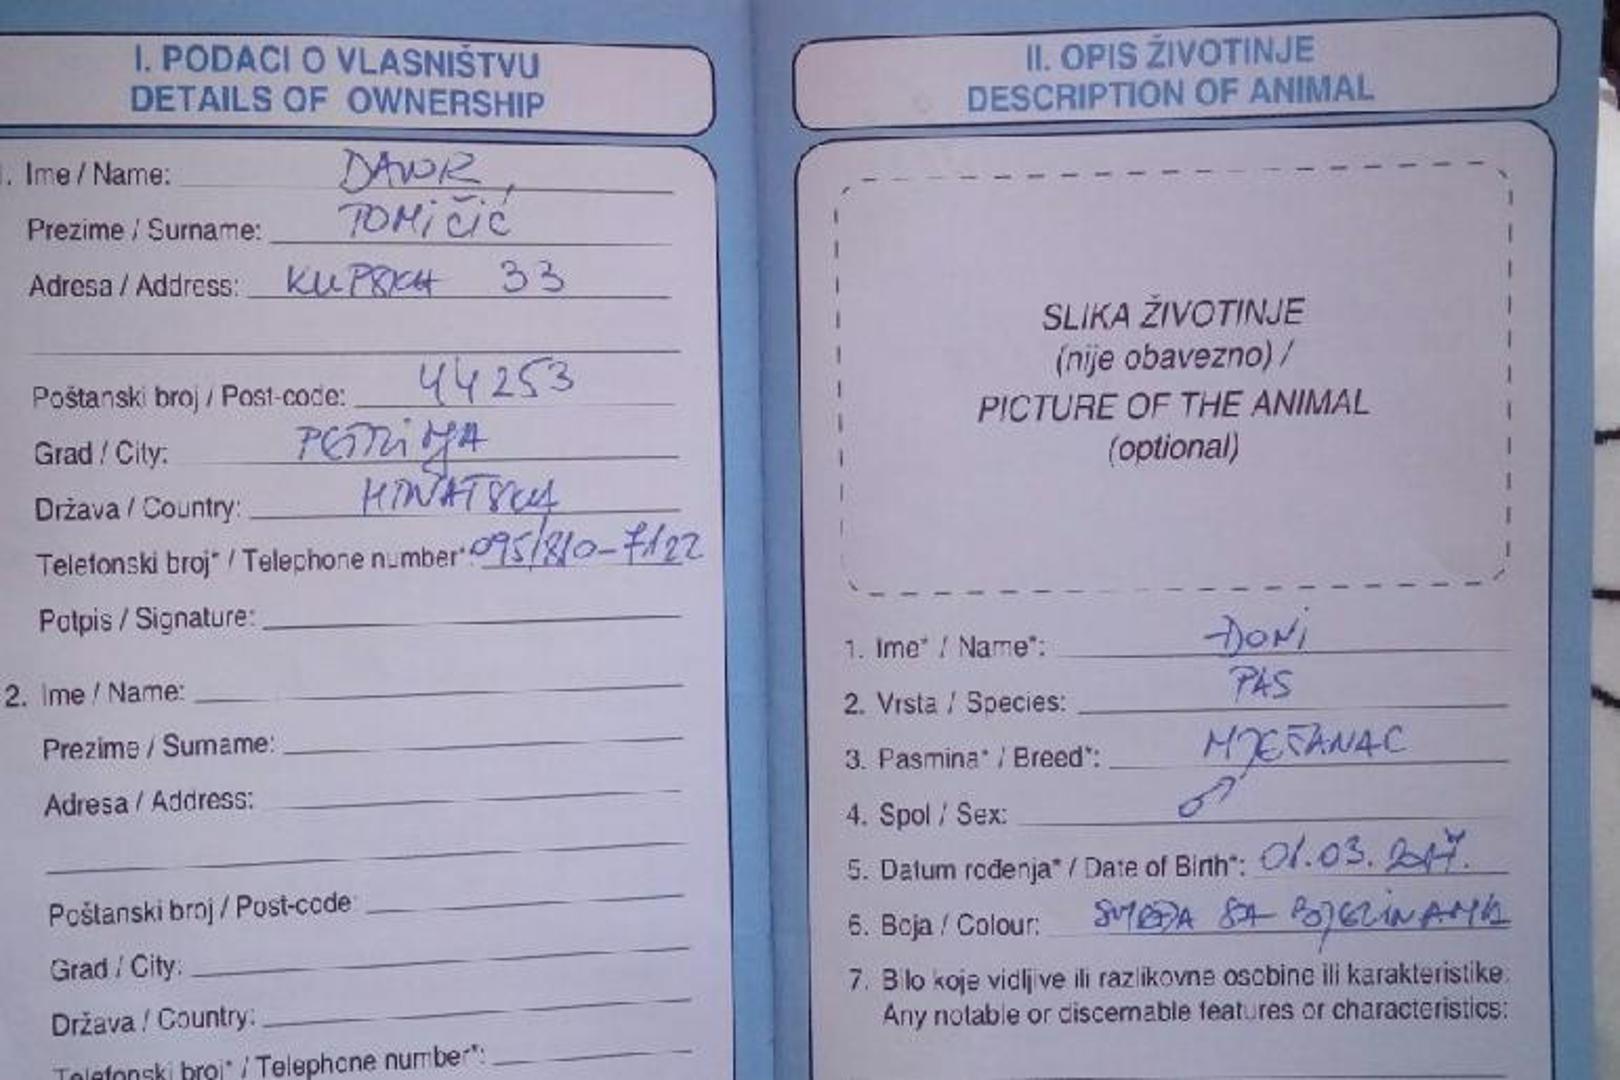 I. PODACI O VLASNIŠTVU
DETAILS OF OWNERSHIP
1. Ime / Name: DAVOR,
Prezime / Surname: TOMIČIĆ
Adresa / Address: KUPSKA 33
Poštanski broj / Post-code: 44253
Grad / City: PETRINJA
Država / Country: HRVATSKA
Telefonski broj* / Telephone number*: 095/810-7122
Potpis / Signature:
2. Ime / Name:
Prezime / Surname:
Adresa / Address:
Poštanski broj / Post-code:
Grad / City:
Država / Country:
Telefonski broj* / Telephone number*:
II. OPIS ŽIVOTINJE
DESCRIPTION OF ANIMAL
SLIKA ŽIVOTINJE
(nije obavezno) /
PICTURE OF THE ANIMAL
(optional)
1. Ime* / Name*: ĐONI
2. Vrsta / Species: PAS
3. Pasmina* / Breed*: MJEŠANAC
4. Spol / Sex: ♂
5. Datum rođenja* / Date of Birth*: 01.03. 2017.
6. Boja / Colour: SMEĐA SA BJELINAMA
7. Bilo koje vidljive ili razlikovne osobine ili karakteristike:
Any notable or discernable features or characteristics: